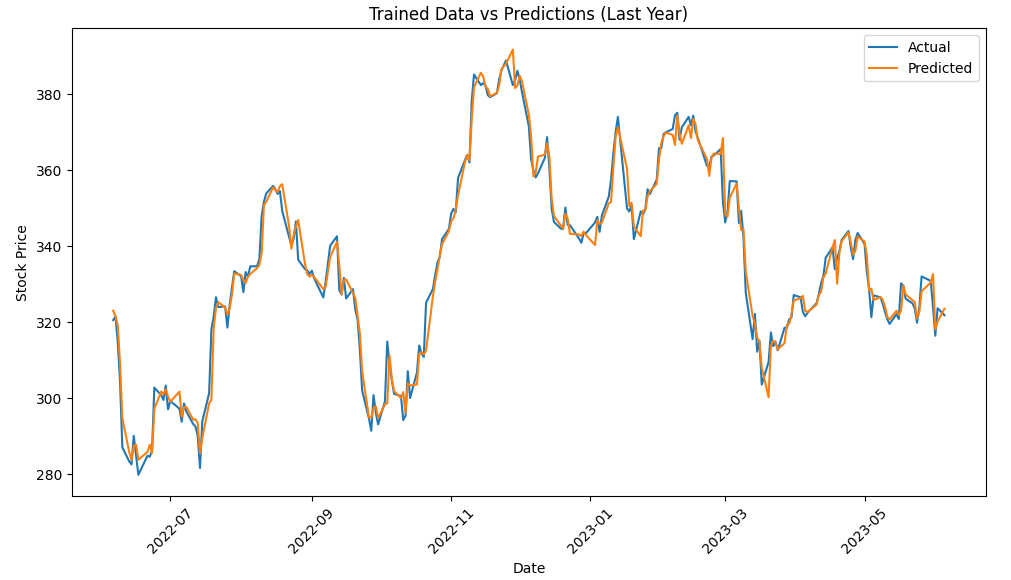 Trained Data vs Predictions (Last Year)
Actual
Predicted
380
360
340
320
300
280
Stock Price
2022-07
2022-09
2022-11
2023-01
2023-03
2023-05
Date